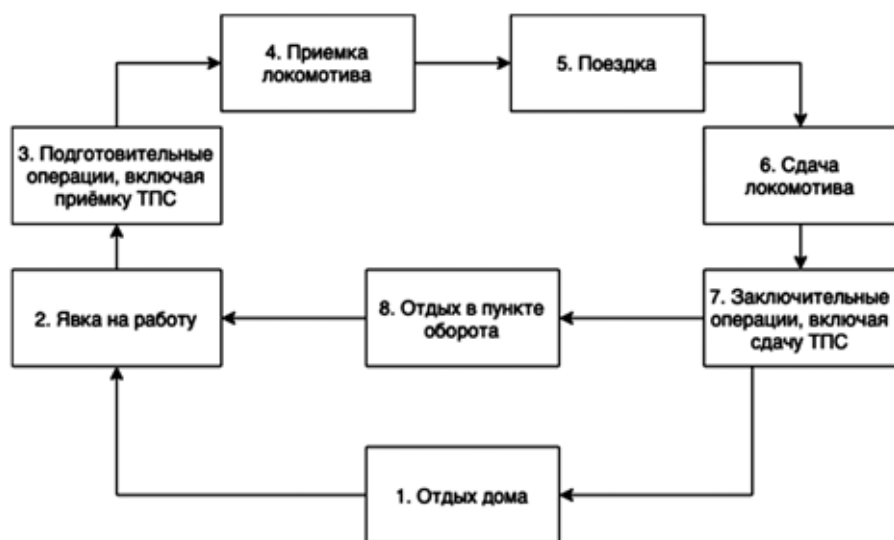 4. Приемка
локомотива
5. Поездка
3. Подготовительные
операции, включая
приёмку ТПС
6. Сдача
локомотива
2. Явка на работу
8. Отдых в пункте
оборота
7. Заключительные
операции, включая
сдачу ТПС
1. Отдых дома